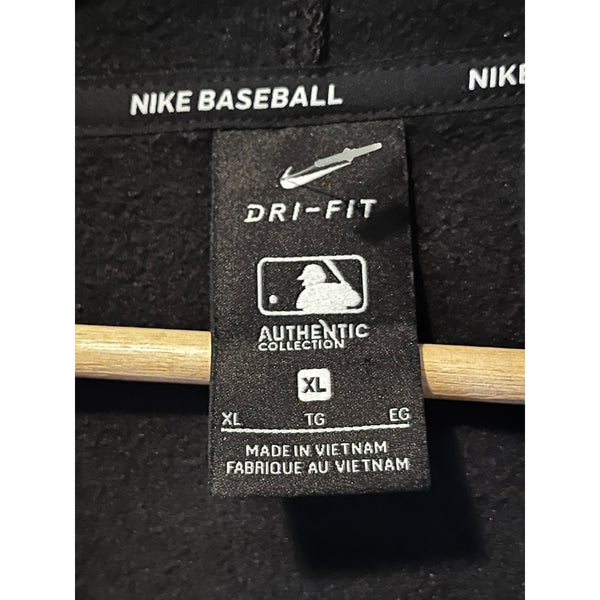 NIKE BASEBALL NIKE
DRI-FIT
AUTHENTIC
COLLECTION
XL
XL TG EG
MADE IN VIETNAM
FABRIQUE AU VIETNAM